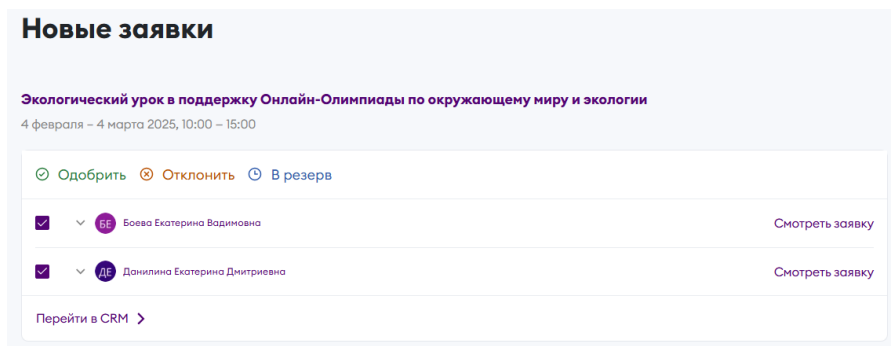 Новые заявки
Экологический урок в поддержку Онлайн-Олимпиады по окружающему миру и экологии
4 февраля – 4 марта 2025, 10:00 – 15:00
Одобрить Отклонить В резерв
БЕ Боева Екатерина Вадимовна Смотреть заявку
ДЕ Данилина Екатерина Дмитриевна Смотреть заявку
Перейти в CRM